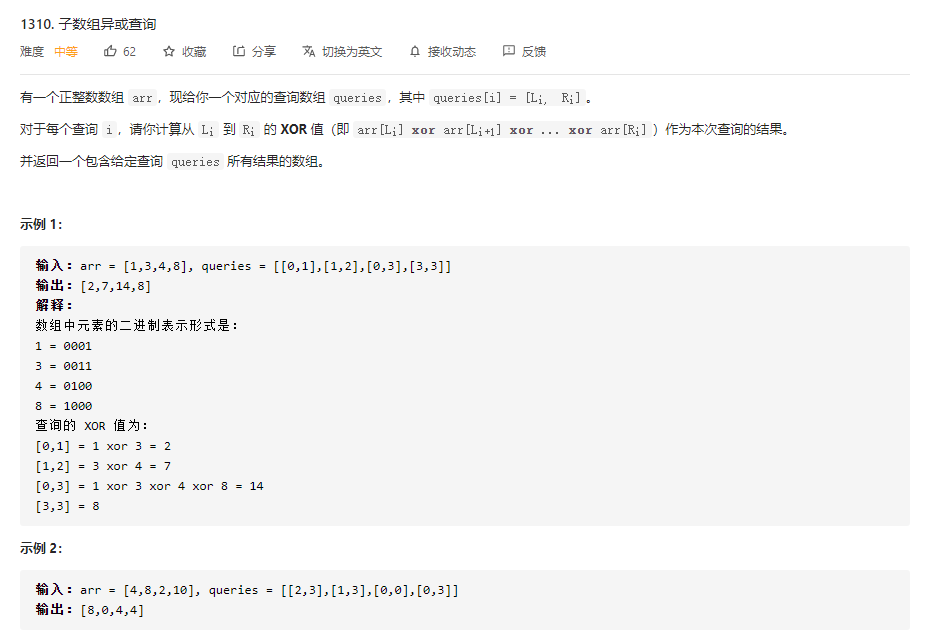 1310. 子数组异或查询
难度 中等 62 收藏 分享 切换为英文 接收动态 反馈
有一个正整数数组 arr，现给你一个对应的查询数组 queries，其中 queries[i] = [Li, Ri]。
对于每个查询 i，请你计算从 Li 到 Ri 的 XOR 值（即 arr[Li] xor arr[Li+1] xor ... xor arr[Ri]）作为本次查询的结果。
并返回一个包含给定查询 queries 所有结果的数组。
示例 1：
输入：arr = [1,3,4,8], queries = [[0,1],[1,2],[0,3],[3,3]]
输出：[2,7,14,8]
解释：
数组中元素的二进制表示形式是：
1 = 0001
3 = 0011
4 = 0100
8 = 1000
查询的 XOR 值为：
[0,1] = 1 xor 3 = 2
[1,2] = 3 xor 4 = 7
[0,3] = 1 xor 3 xor 4 xor 8 = 14
[3,3] = 8
示例 2：
输入：arr = [4,8,2,10], queries = [[2,3],[1,3],[0,0],[0,3]]
输出：[8,0,4,4]